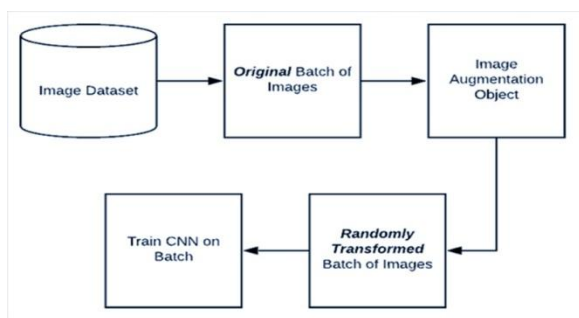 Image Dataset
Original Batch of
Images
Image
Augmentation
Object
Train CNN on
Batch
Randomly
Transformed
Batch of Images